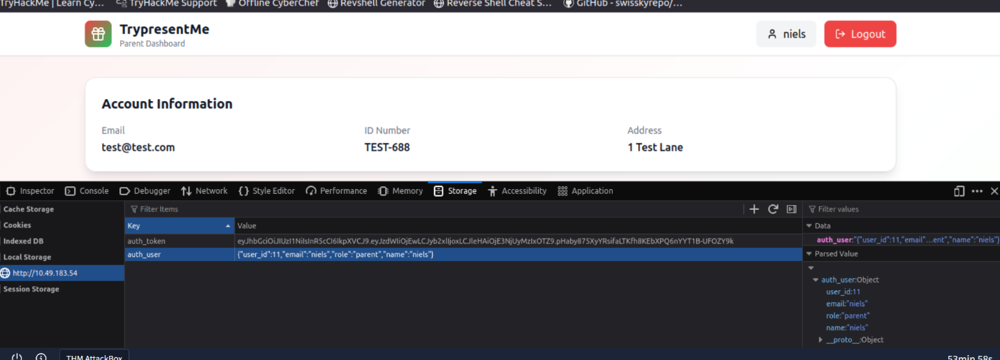 TryHackMe | Learn Cy… TryHackMe Support Offline CyberChef Revshell Generator Reverse Shell Cheat S… GitHub - swisskyrepo/…
TrypresentMe
Parent Dashboard
niels
Logout
Account Information
Email ID Number Address
test@test.com TEST-688 1 Test Lane
Inspector Console Debugger Network Style Editor Performance Memory Storage Accessibility Application
Cache Storage
Cookies
Indexed DB
Local Storage
http://10.49.183.54
Session Storage
Filter Items
Key Value
auth_token
auth_user {"user_id":11,"email":"niels","role":"parent","name":"niels"}
Filter values
Data
auth_user:"{"user_id":11,"email"…ent","name":"niels"}
Parsed Value
auth_user:Object
user_id:11
email:"niels"
role:"parent"
name:"niels"
__proto__:Object
THM AttackBox
53min 58s